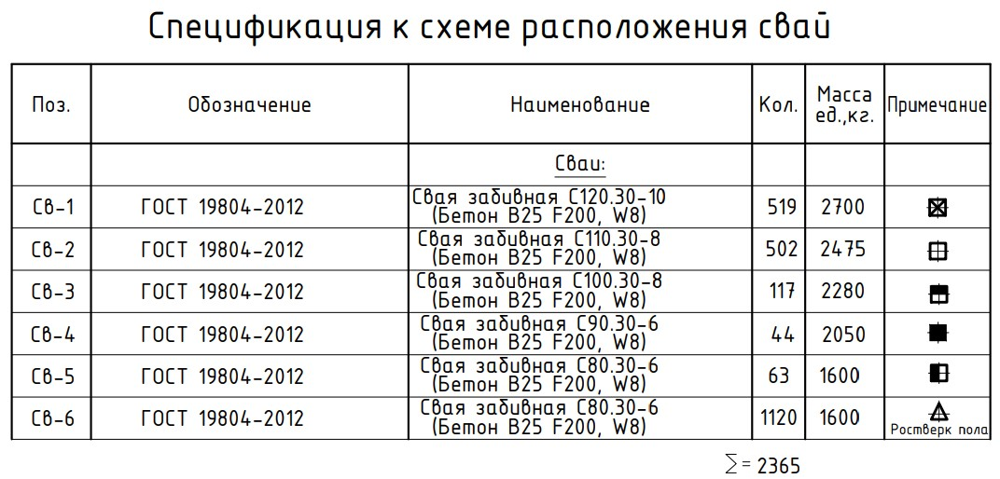 Спецификация к схеме расположения свай
Поз. Обозначение Наименование Кол. Масса ед.,кг. Примечание
Сваи:
Св-1 ГОСТ 19804-2012 Свая забивная С120.30-10 519 2700
(Бетон В25 F200, W8)
Св-2 ГОСТ 19804-2012 Свая забивная С110.30-8 502 2475
(Бетон В25 F200, W8)
Св-3 ГОСТ 19804-2012 Свая забивная С100.30-8 117 2280
(Бетон В25 F200, W8)
Св-4 ГОСТ 19804-2012 Свая забивная С90.30-6 44 2050
(Бетон В25 F200, W8)
Св-5 ГОСТ 19804-2012 Свая забивная С80.30-6 63 1600
(Бетон В25 F200, W8)
Св-6 ГОСТ 19804-2012 Свая забивная С80.30-6 1120 1600
(Бетон В25 F200, W8) Ростверк пола
∑= 2365